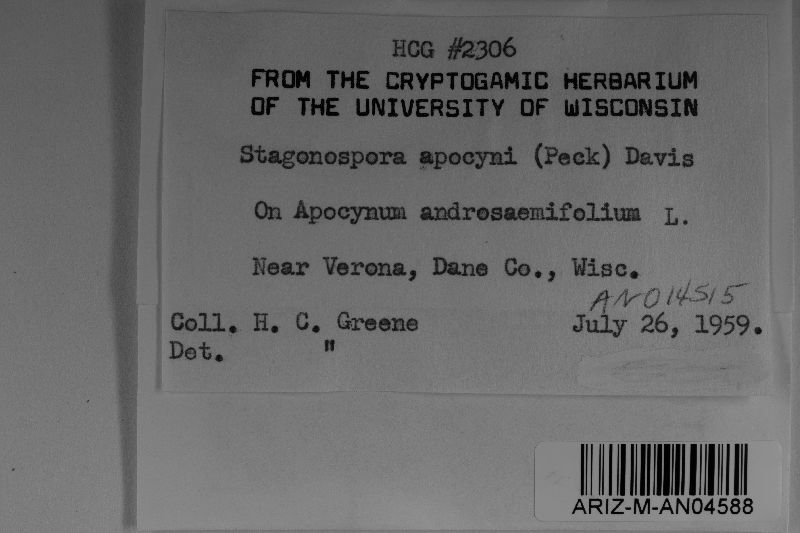 HCG #2306
FROM THE CRYPTOGAMIC HERBARIUM
OF THE UNIVERSITY OF WISCONSIN
Stagonospora apocyni (Peck) Davis
On Apocynum androsaemifolium L.
Near Verona, Dane Co., Wisc.
AN014515
Coll. H. C. Greene July 26, 1959.
Det. "
ARIZ-M-AN04588